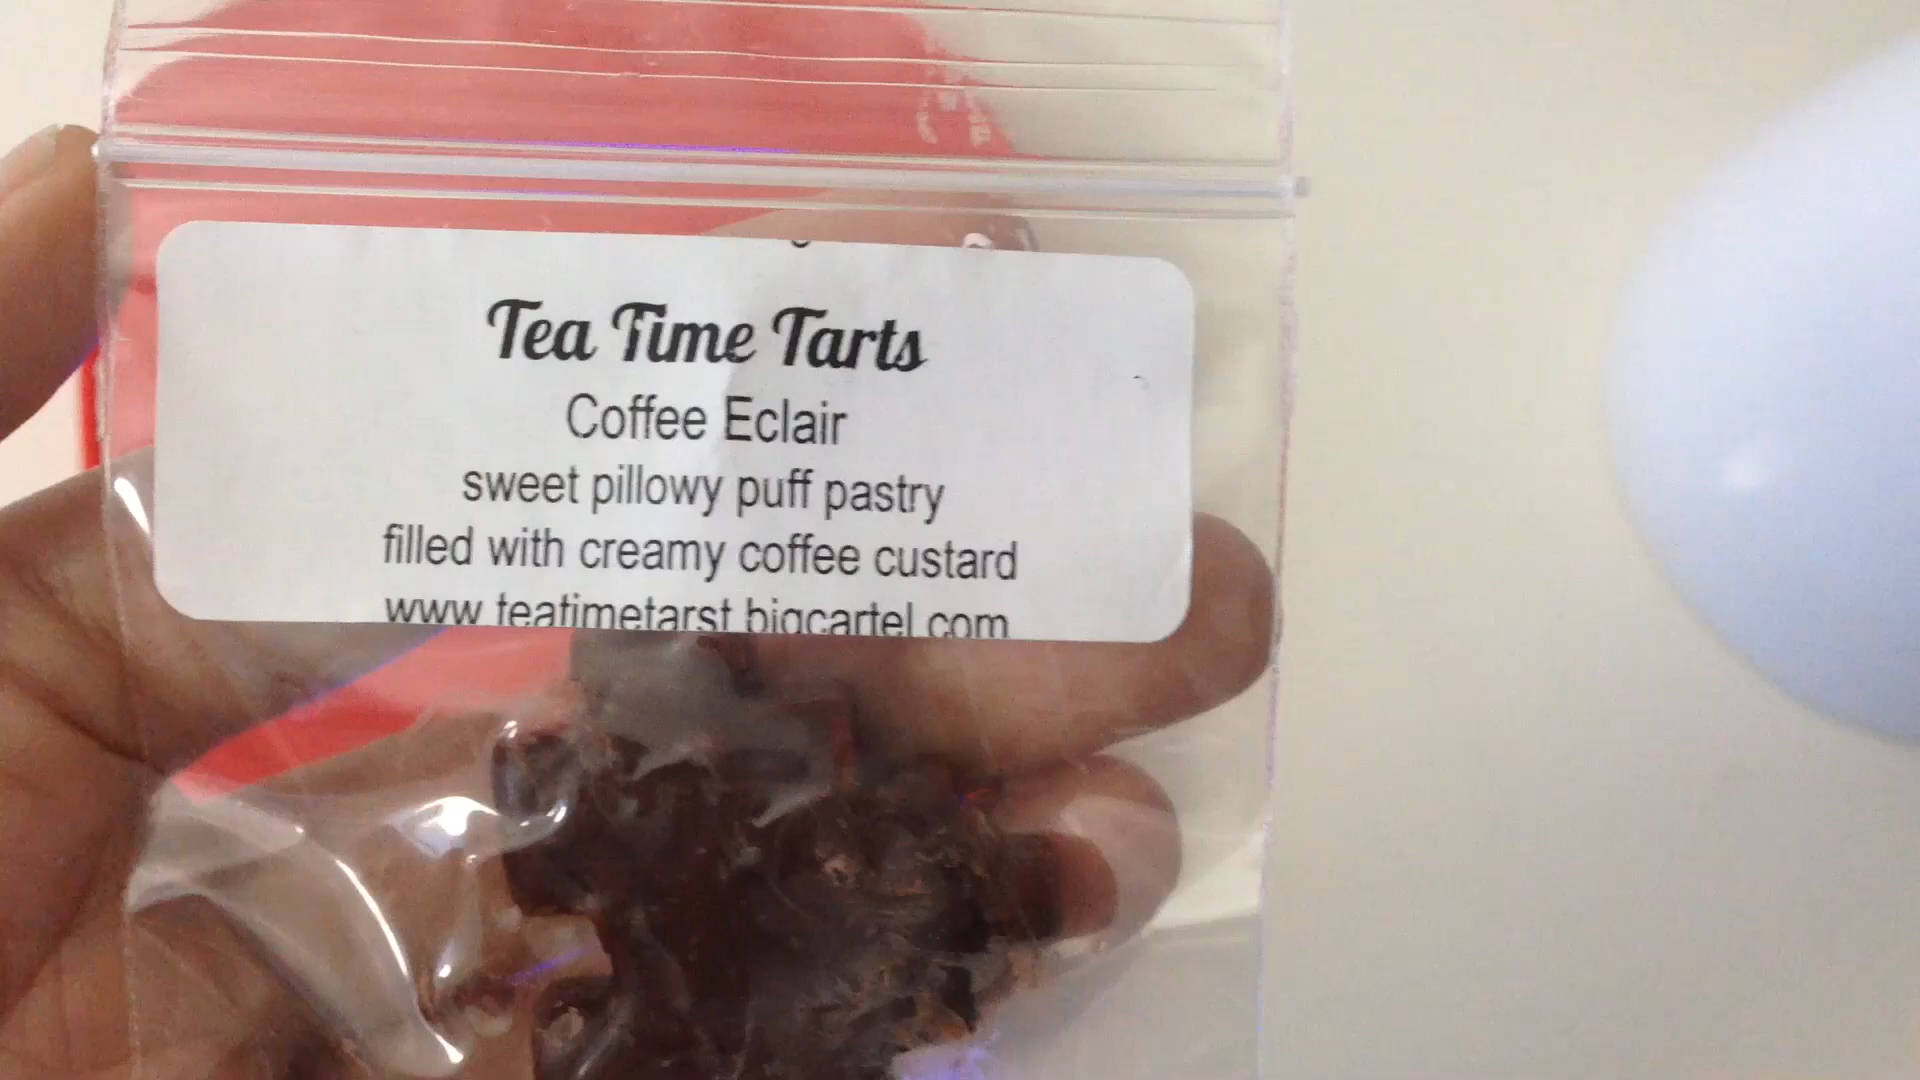 Tea Time Tarts
Coffee Eclair
sweet pillowy puff pastry
filled with creamy coffee custard
www.teatimetarst.bigcartel.com